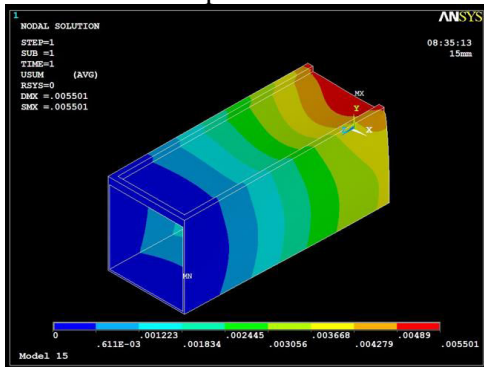 1
NODAL SOLUTION
ANSYS
STEP=1
SUB =1
TIME=1
USUM (AVG)
RSYS=0
DMX =.005501
SMX =.005501
08:35:13
15mm
MX
Y
X
MN
0 .001223 .002445 .003668 .00489
.611E-03 .001834 .003056 .004279 .005501
Model 15